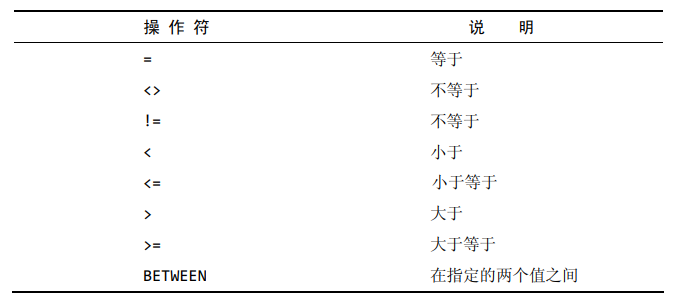 操 作 符 说 明
= 等于
<> 不等于
!= 不等于
< 小于
<= 小于等于
> 大于
>= 大于等于
BETWEEN 在指定的两个值之间